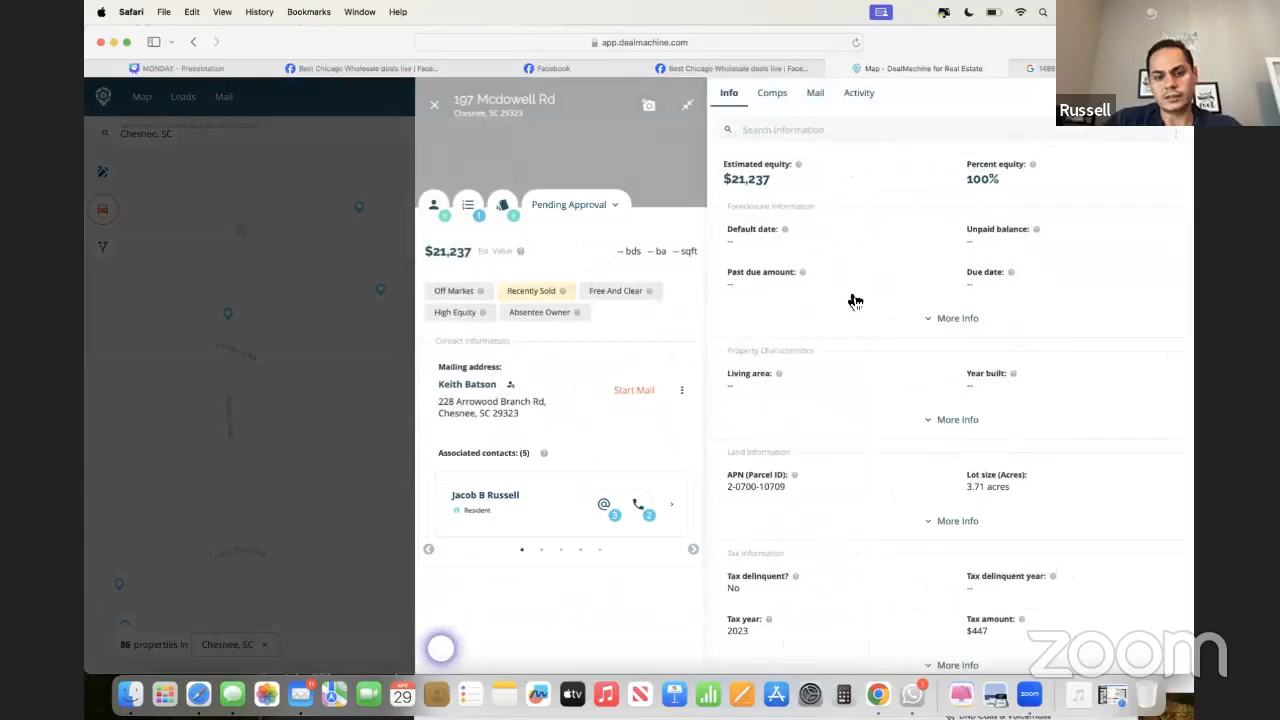 Safari File Edit View History Bookmarks Window Help
app.dealmachine.com
MONDAY - Presentation
Best Chicago Wholesale deals live | Face...
Facebook
Best Chicago Wholesale deals live | Face...
Map - DealMachine for Real Estate
Russell
Map Leads Mail
Chesnee, SC
197 Mcdowell Rd
Chesnee, SC 29323
Pending Approval
$21,237 Est. Value
-- bds -- ba -- sqft
Off Market
Recently Sold
Free And Clear
High Equity
Absentee Owner
Contact Information:
Mailing address:
Keith Batson
228 Arrowood Branch Rd,
Chesnee, SC 29323
Start Mail
Associated contacts: (5)
Jacob B Russell
Resident
3
2
86 properties in Chesnee, SC
Info Comps Mail Activity
Search Information
Estimated equity:
$21,237
Percent equity:
100%
Foreclosure Information
Default date:
--
Unpaid balance:
--
Past due amount:
--
Due date:
--
More Info
Property Characteristics
Living area:
--
Year built:
--
More Info
Land Information
APN (Parcel ID):
2-0700-10709
Lot size (Acres):
3.71 acres
More Info
Tax Information
Tax delinquent?
No
Tax delinquent year:
--
Tax year:
2023
Tax amount:
$447
More Info
zoom
APR
29
tv
zoom
DND Calls & Voicemails